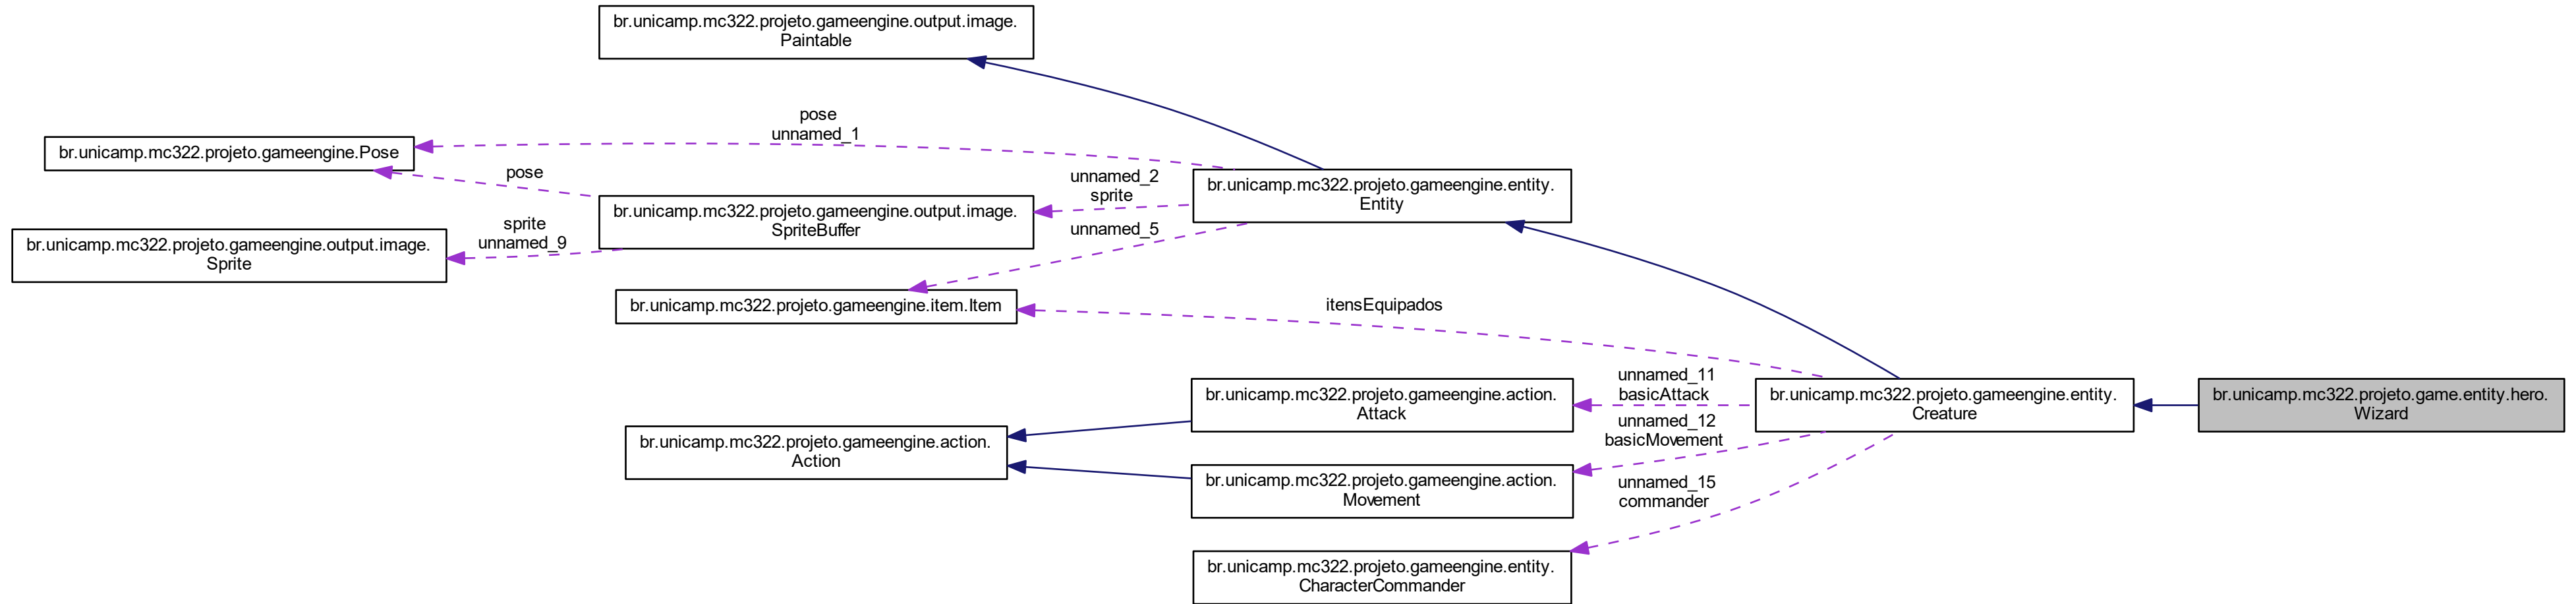 br.unicamp.mc322.projeto.gameengine.output.image.
Paintable
pose
unnamed_1
br.unicamp.mc322.projeto.gameengine.Pose
pose
unnamed_2
sprite
br.unicamp.mc322.projeto.gameengine.entity.
Entity
br.unicamp.mc322.projeto.gameengine.output.image.
SpriteBuffer
sprite
unnamed_9
unnamed_5
br.unicamp.mc322.projeto.gameengine.output.image.
Sprite
br.unicamp.mc322.projeto.gameengine.item.Item
itensEquipados
unnamed_11
basicAttack
br.unicamp.mc322.projeto.gameengine.action.
Attack
br.unicamp.mc322.projeto.gameengine.entity.
Creature
br.unicamp.mc322.projeto.game.entity.hero.
Wizard
unnamed_12
basicMovement
br.unicamp.mc322.projeto.gameengine.action.
Action
br.unicamp.mc322.projeto.gameengine.action.
Movement
unnamed_15
commander
br.unicamp.mc322.projeto.gameengine.entity.
CharacterCommander